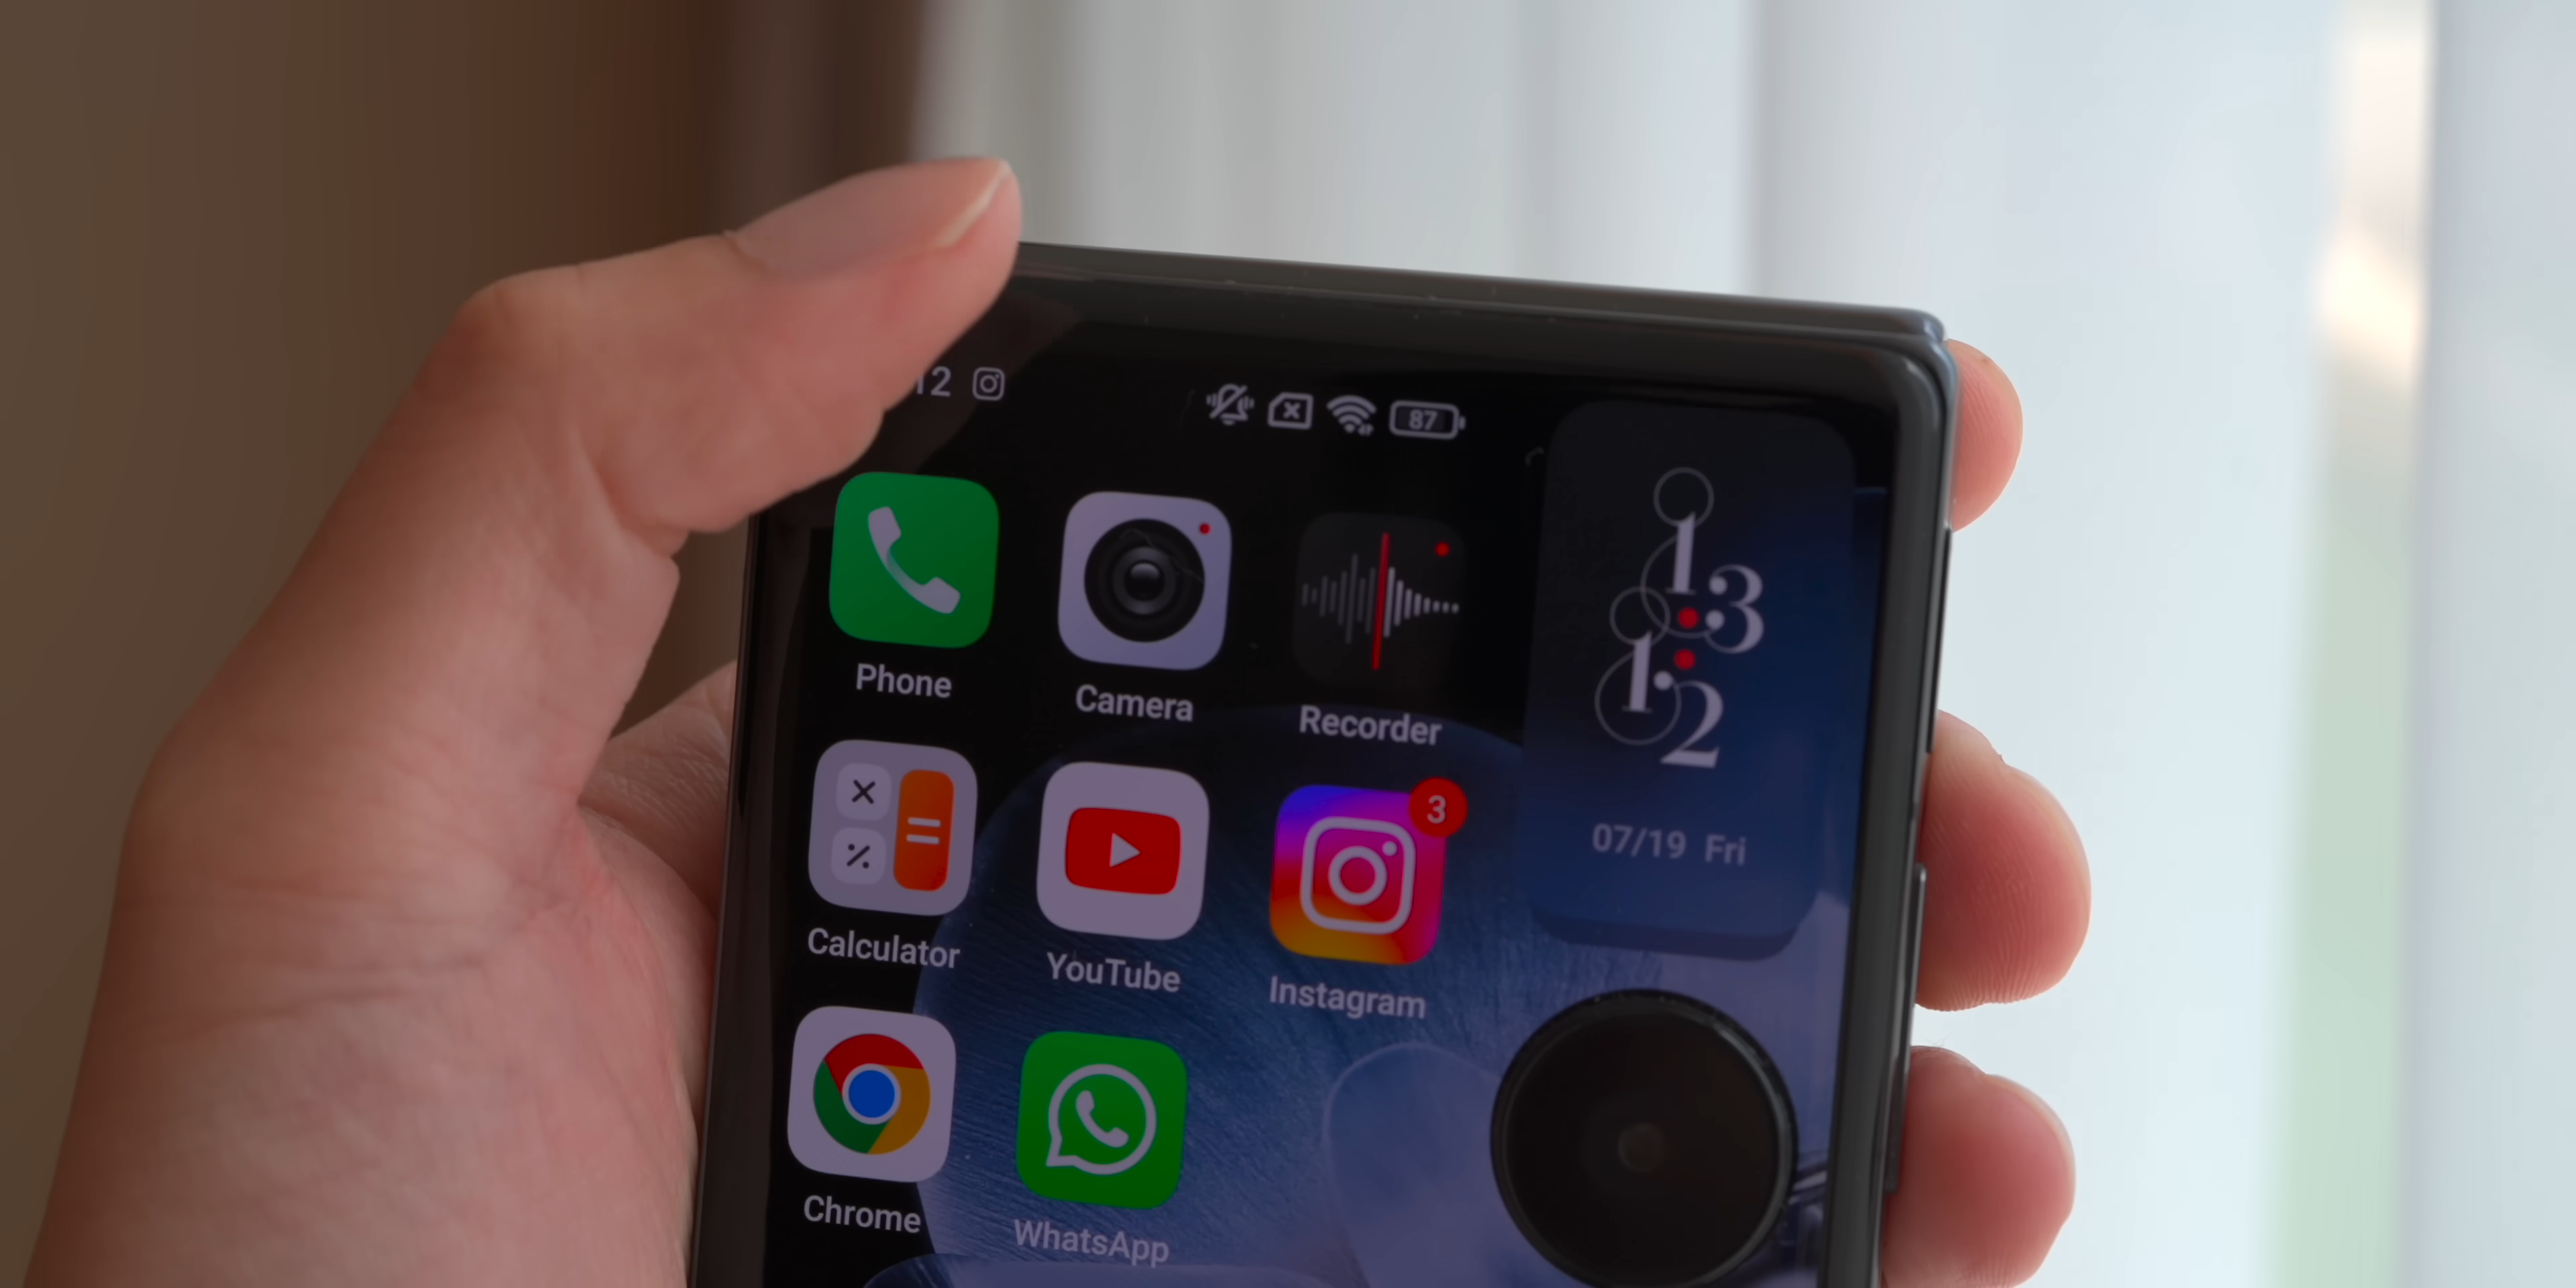 12
87
13
12
07/19 Fri
Phone
Camera
Recorder
Calculator
YouTube
Instagram
3
Chrome
WhatsApp